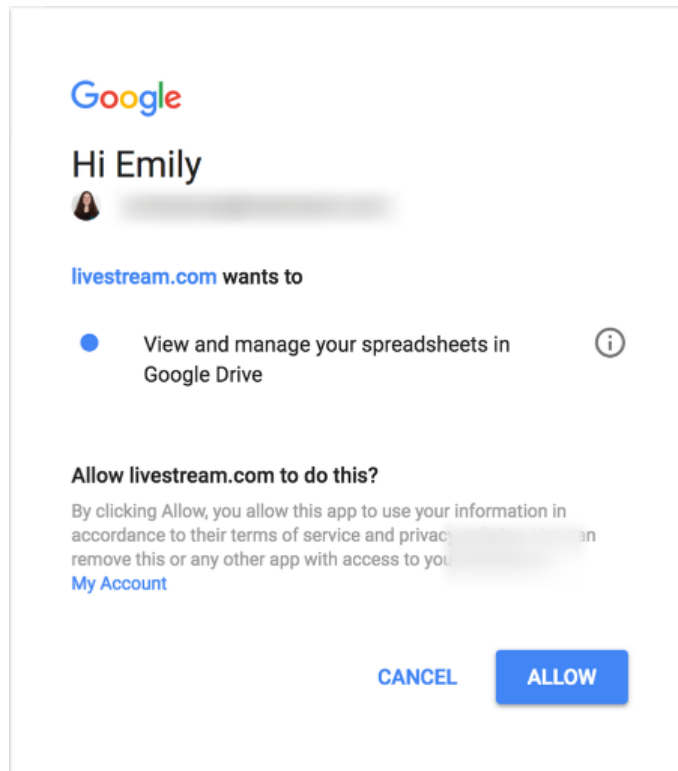 Google
Hi Emily
livestream.com wants to
View and manage your spreadsheets in
Google Drive
Allow livestream.com to do this?
By clicking Allow, you allow this app to use your information in
accordance to their terms of service and
remove this or any other app with access to
My Account
CANCEL ALLOW